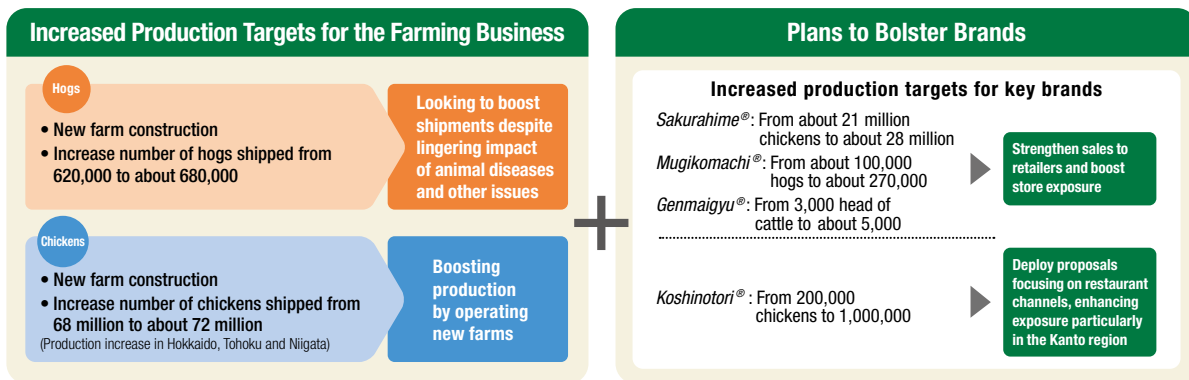 Increased Production Targets for the Farming Business
Hogs
• New farm construction
• Increase number of hogs shipped from
620,000 to about 680,000
Looking to boost
shipments despite
lingering impact
of animal diseases
and other issues
Chickens
• New farm construction
• Increase number of chickens shipped from
68 million to about 72 million
(Production increase in Hokkaido, Tohoku and Niigata)
Boosting
production
by operating
new farms
+
Plans to Bolster Brands
Increased production targets for key brands
Sakurahime®: From about 21 million
chickens to about 28 million
Mugikomachi®: From about 100,000
hogs to about 270,000
Genmaigyu®: From 3,000 head of
cattle to about 5,000
Strengthen sales to
retailers and boost
store exposure
Koshinotori®: From 200,000
chickens to 1,000,000
Deploy proposals
focusing on restaurant
channels, enhancing
exposure particularly
in the Kanto region